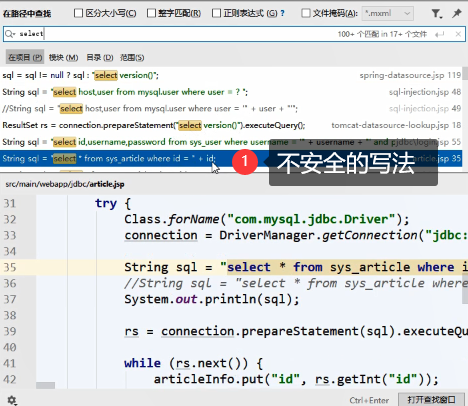 在路径中查找 区分大小写(C) 整字匹配(R) 正则表达式 (G) ? 文件掩码(A): *.mxml
select
100+ 个匹配 in 17+ 个文件
在项目 (P) 模块 (M) 目录 (D) 范围(S)
sql = sql != null ? sql : "select version()"; spring-datasource.jsp 119
String sql = "select host,user from mysql.user where user = ? "; sql-injection.jsp 48
//String sql = "select host,user from mysql.user where user = '" + user + "'"; sql-injection.jsp 49
ResultSet rs = connection.prepareStatement("select version()").executeQuery(); tomcat-datasource-lookup.jsp 18
String sql = "select id,username,password from sys_user where username = '" + username + "' and p jdbc\login.jsp 55
String sql = "select * from sys_article where id = " + id; article.jsp 35
1 不安全的写法
src/main/webapp/jdbc/article.jsp
31 try {
32 Class.forName("com.mysql.jdbc.Driver");
33 connection = DriverManager.getConnection("jdbc:
34
35 String sql = "select * from sys_article where i
36 //String sql = "select * from sys_article where
37 System.out.println(sql);
38
39 rs = connection.prepareStatement(sql).executeQu
40
41 while (rs.next()) {
42 articleInfo.put("id", rs.getInt("id"));
Ctrl+Enter 打开查找窗口